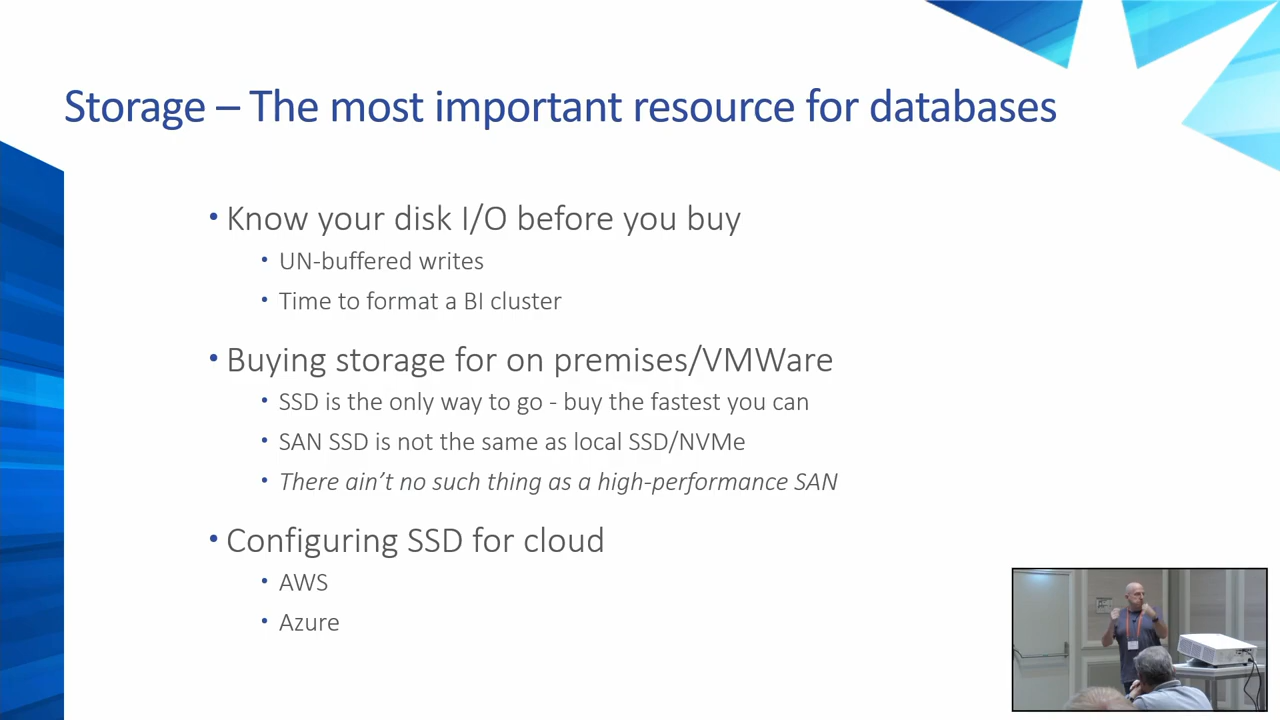 Storage – The most important resource for databases
• Know your disk I/O before you buy
• UN-buffered writes
• Time to format a BI cluster
• Buying storage for on premises/VMWare
• SSD is the only way to go - buy the fastest you can
• SAN SSD is not the same as local SSD/NVMe
• There ain’t no such thing as a high-performance SAN
• Configuring SSD for cloud
• AWS
• Azure